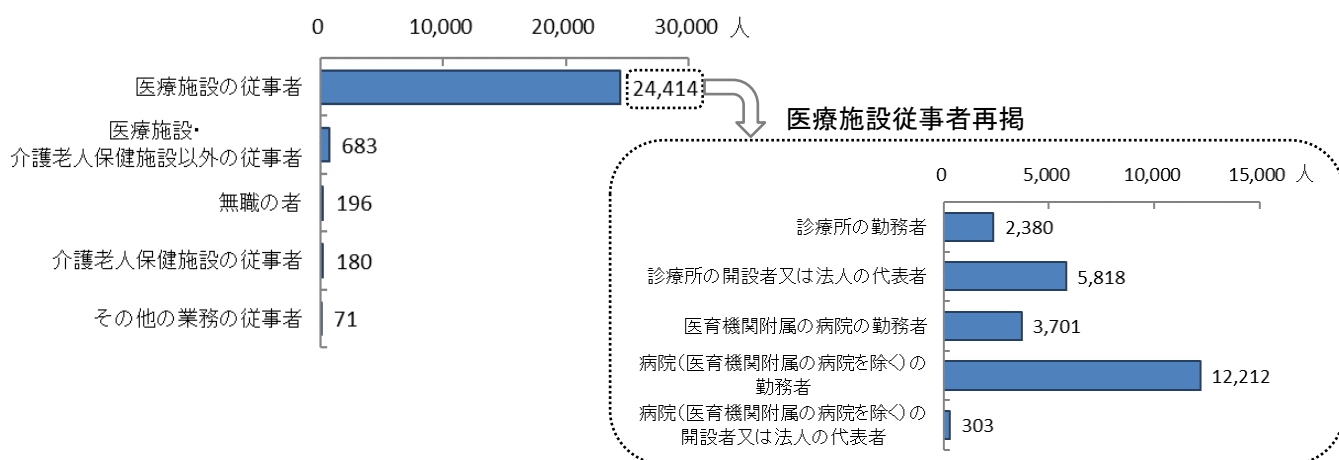 0 10,000 20,000 30,000 人
医療施設の従事者 24,414
医療施設・
介護老人保健施設以外の従事者 683
無職の者 196
介護老人保健施設の従事者 180
その他の業務の従事者 71
医療施設従事者再掲
0 5,000 10,000 15,000 人
診療所の勤務者 2,380
診療所の開設者又は法人の代表者 5,818
医育機関附属の病院の勤務者 3,701
病院(医育機関附属の病院を除く)の
勤務者 12,212
病院(医育機関附属の病院を除く)の
開設者又は法人の代表者 303